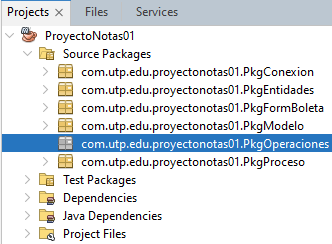 Projects
Files
Services
ProyectoNotas01
Source Packages
com.utp.edu.proyectonotas01.PkgConexion
com.utp.edu.proyectonotas01.PkgEntidades
com.utp.edu.proyectonotas01.PkgFormBoleta
com.utp.edu.proyectonotas01.PkgModelo
com.utp.edu.proyectonotas01.PkgOperaciones
com.utp.edu.proyectonotas01.PkgProceso
Test Packages
Dependencies
Java Dependencies
Project Files